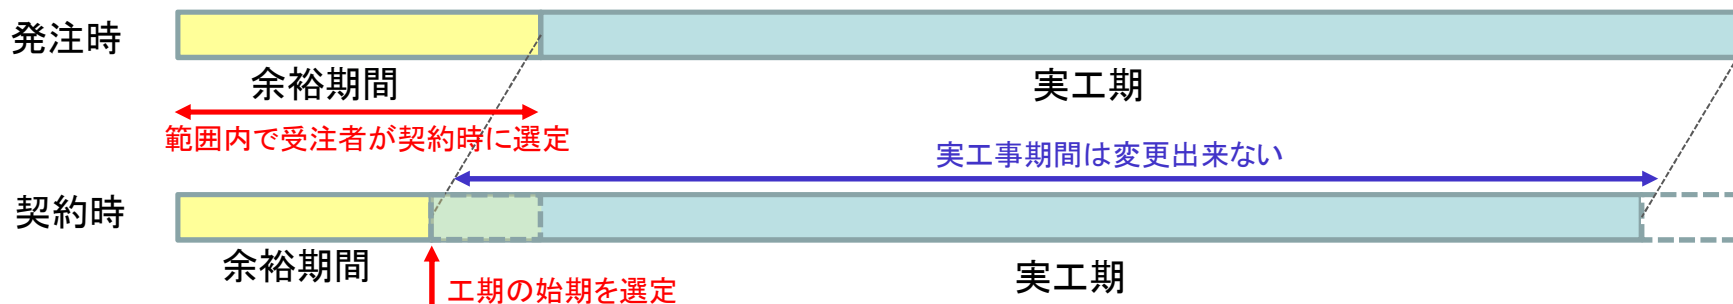 発注時
余裕期間
実工期
範囲内で受注者が契約時に選定
実工事期間は変更出来ない
契約時
余裕期間
実工期
工期の始期を選定